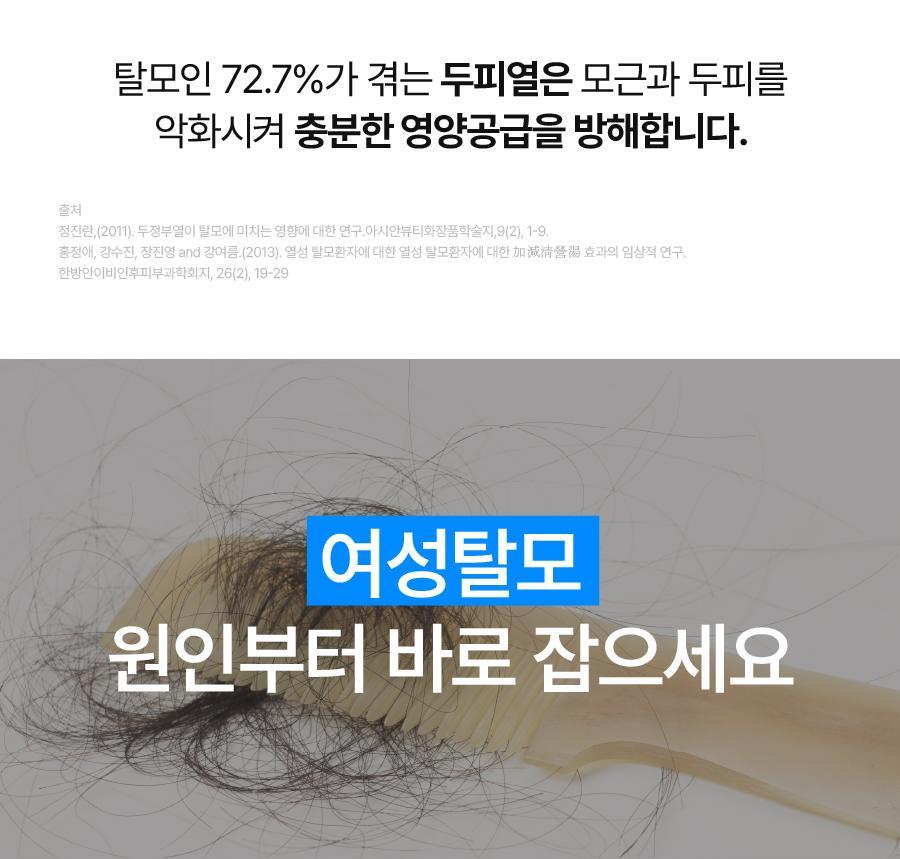 탈모인 72.7%가 겪는 두피열은 모근과 두피를
악화시켜 충분한 영양공급을 방해합니다.
출처
정진란,(2011). 두정부열이 탈모에 미치는 영향에 대한 연구.아시안뷰티화장품학술지,9(2), 1-9.
홍정애, 강수진, 장진영 and 강여름.(2013). 열성 탈모환자에 대한 열성 탈모환자에 대한 加減淸營湯 효과의 임상적 연구.
한방안이비인후피부과학회지, 26(2), 19-29
여성탈모
원인부터 바로 잡으세요